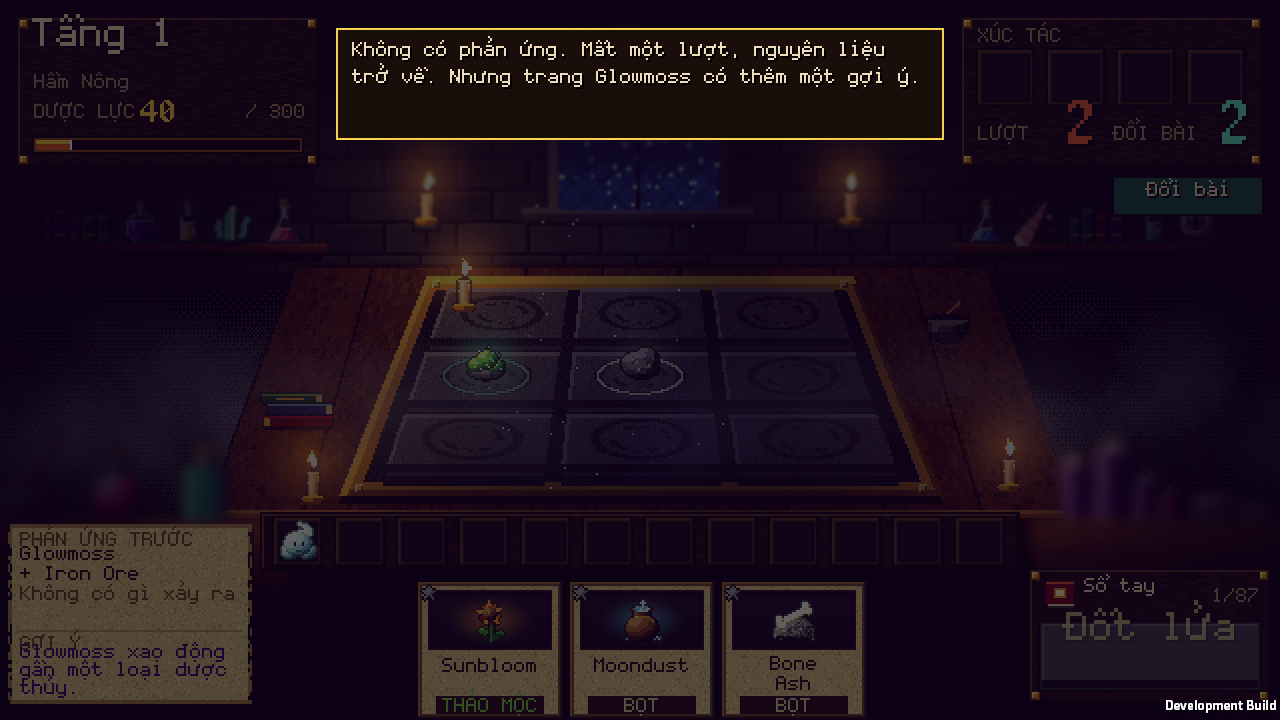 Tầng 1
Hầm Nông
DƯỢC LỰC 40 / 300
Không có phản ứng. Mất một lượt, nguyên liệu
trở về. Nhưng trang Glowmoss có thêm một gợi ý.
XÚC TÁC
LƯỢT 2 ĐỔI BÀI 2
Đổi bài
PHẢN ỨNG TRƯỚC
Glowmoss
+ Iron Ore
Không có gì xảy ra
GỢI Ý
Glowmoss xao động
gần một loại dược
thủy.
Sunbloom
THẢO MỘC
Moondust
BỘT
Bone
Ash
BỘT
Sổ tay
1/87
Đốt lửa
Development Build